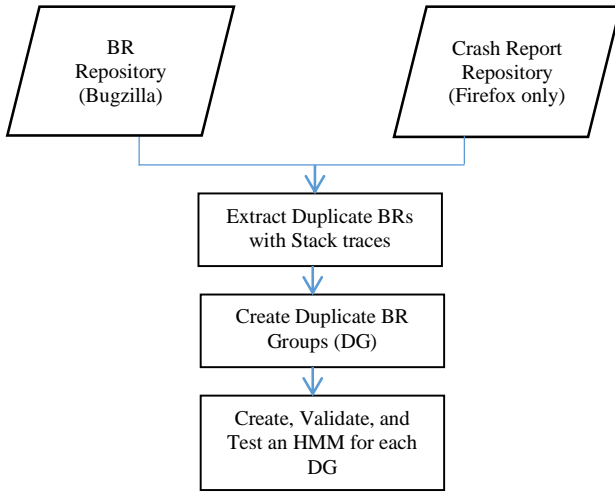 BR
Repository
(Bugzilla)
Crash Report
Repository
(Firefox only)
Extract Duplicate BRs
with Stack traces
Create Duplicate BR
Groups (DG)
Create, Validate, and
Test an HMM for each
DG